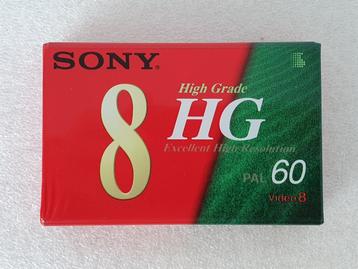 SONY
8
High Grade
HG
Excellent High Resolution
PAL 60
Video 8